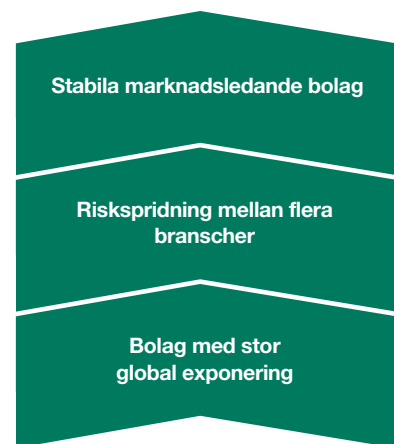 Stabila marknadsledande bolag
Riskspridning mellan flera
branscher
Bolag med stor
global exponering